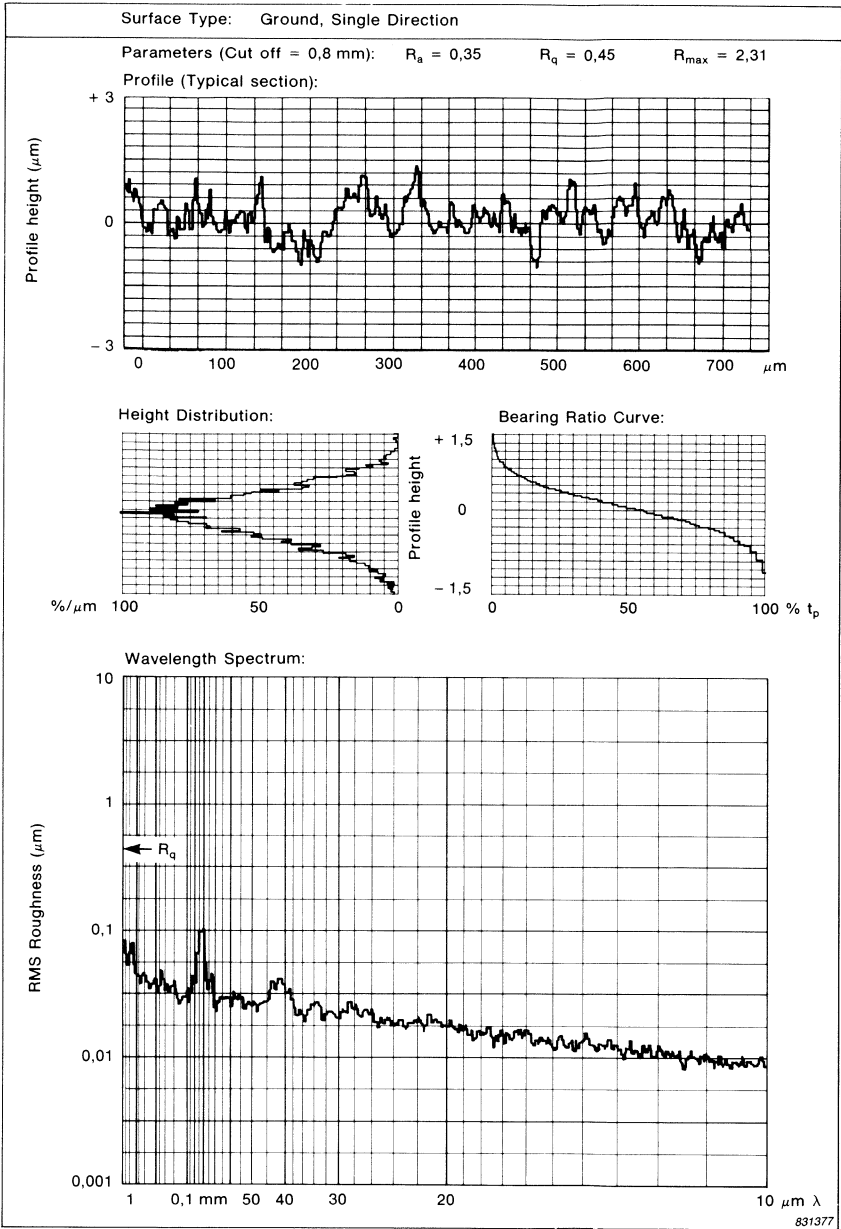 Surface Type: Ground, Single Direction
Parameters (Cut off = 0,8 mm): Ra = 0,35 Rq = 0,45 Rmax = 2,31
Profile (Typical section):
+ 3
Profile height (μm)
0
− 3
0 100 200 300 400 500 600 700 μm
Height Distribution:
Bearing Ratio Curve:
+ 1,5
Profile height
0
− 1,5
%/μm 100 50 0
0 50 100 % tp
Wavelength Spectrum:
10
1
RMS Roughness (μm)
Rq
0,1
0,01
0,001
1 0,1 mm 50 40 30 20 10 μm λ
831377